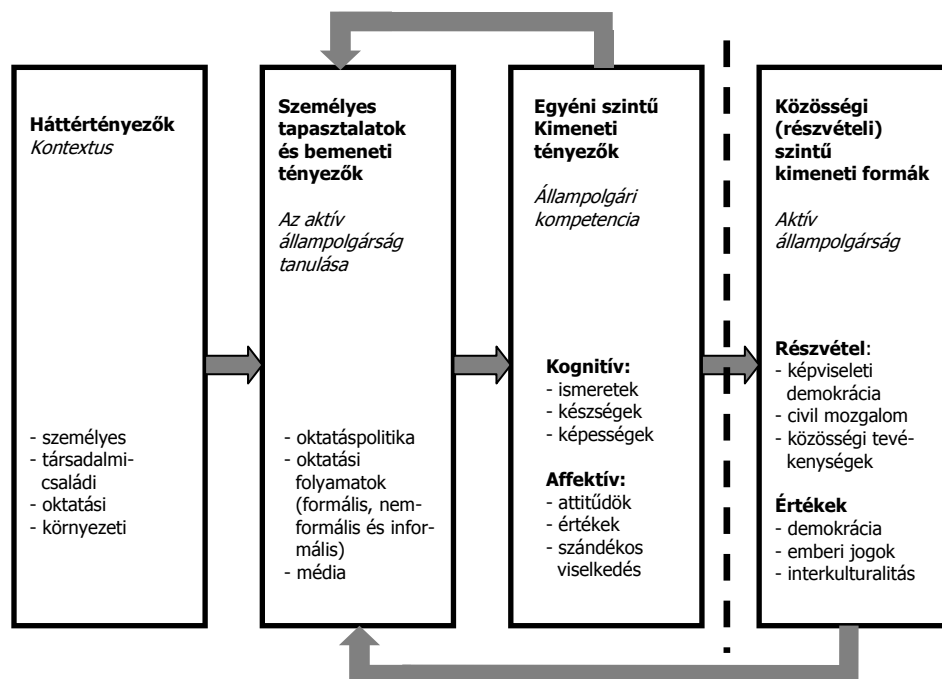 Háttértényezők
Kontextus
- személyes
- társadalmi-
családi
- oktatási
- környezeti
Személyes
tapasztalatok
és bemeneti
tényezők
Az aktív
állampolgárság
tanulása
- oktatáspolitika
- oktatási
folyamatok
(formális, nem-
formális és infor-
mális)
- média
Egyéni szintű
Kimeneti
tényezők
Állampolgári
kompetencia
Kognitív:
- ismeretek
- készségek
- képességek
Affektív:
- attitűdök
- értékek
- szándékos
viselkedés
Közösségi
(részvételi)
szintű
kimeneti formák
Aktív
állampolgárság
Részvétel:
- képviseleti
demokrácia
- civil mozgalom
- közösségi tevé-
kenységek
Értékek
- demokrácia
- emberi jogok
- interkulturalitás